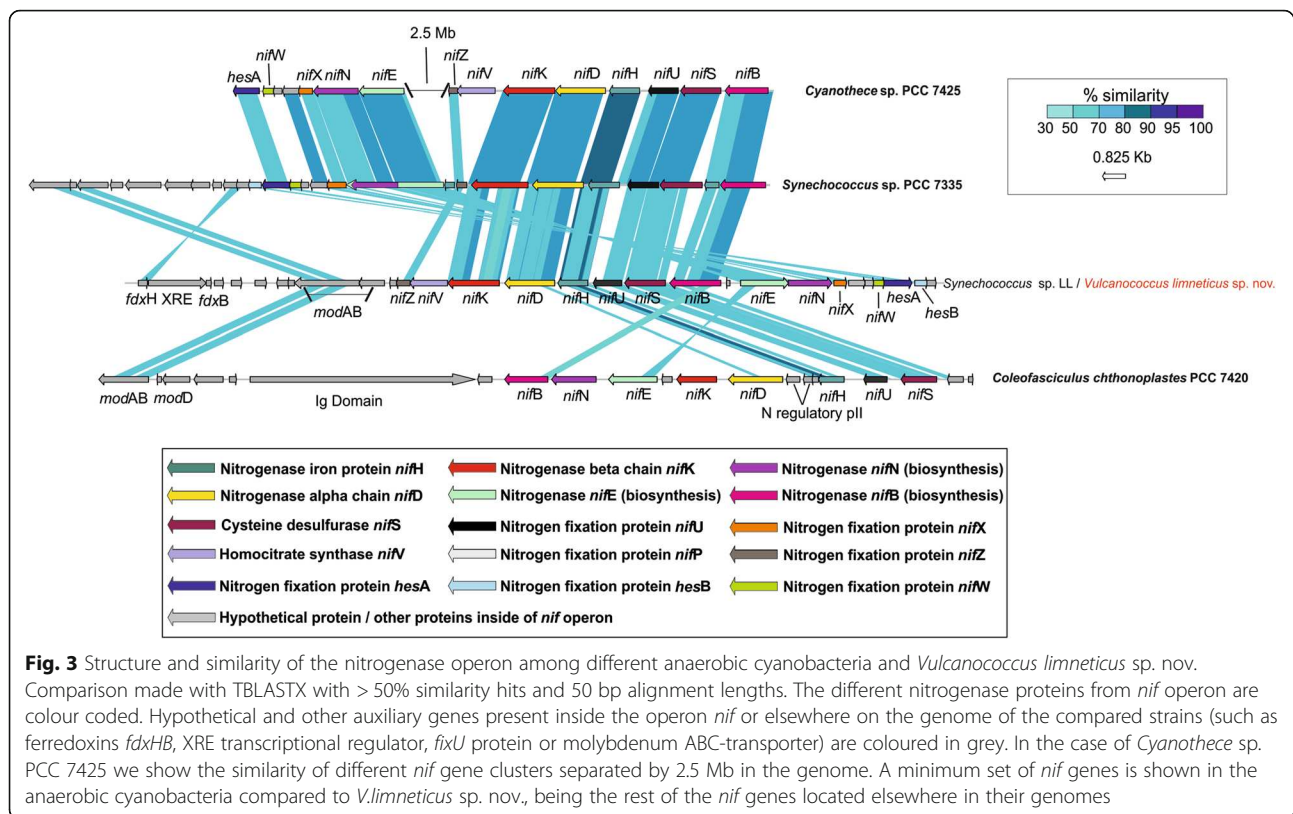 2.5 Mb
hesA nifW nifX nifN nifE nifZ nifV nifK nifD nifH nifU nifS nifB
Cyanothece sp. PCC 7425
% similarity
30 50 70 80 90 95 100
0.825 Kb
Synechococcus sp. PCC 7335
fdxH XRE fdxB modAB nifZ nifV nifK nifD nifH nifU nifS nifB nifE nifN nifX nifW hesA hesB
Synechococcus sp. LL / Vulcanococcus limneticus sp. nov.
modAB modD Ig Domain nifB nifN nifE nifK nifD N regulatory pII nifH nifU nifS
Coleofasciculus chthonoplastes PCC 7420
Nitrogenase iron protein nifH
Nitrogenase beta chain nifK
Nitrogenase nifN (biosynthesis)
Nitrogenase alpha chain nifD
Nitrogenase nifE (biosynthesis)
Nitrogenase nifB (biosynthesis)
Cysteine desulfurase nifS
Nitrogen fixation protein nifU
Nitrogen fixation protein nifX
Homocitrate synthase nifV
Nitrogen fixation protein nifP
Nitrogen fixation protein nifZ
Nitrogen fixation protein hesA
Nitrogen fixation protein hesB
Nitrogen fixation protein nifW
Hypothetical protein / other proteins inside of nif operon
Fig. 3 Structure and similarity of the nitrogenase operon among different anaerobic cyanobacteria and Vulcanococcus limneticus sp. nov.
Comparison made with TBLASTX with > 50% similarity hits and 50 bp alignment lengths. The different nitrogenase proteins from nif operon are
colour coded. Hypothetical and other auxiliary genes present inside the operon nif or elsewhere on the genome of the compared strains (such as
ferredoxins fdxHB, XRE transcriptional regulator, fixU protein or molybdenum ABC-transporter) are coloured in grey. In the case of Cyanothece sp.
PCC 7425 we show the similarity of different nif gene clusters separated by 2.5 Mb in the genome. A minimum set of nif genes is shown in the
anaerobic cyanobacteria compared to V.limneticus sp. nov., being the rest of the nif genes located elsewhere in their genomes